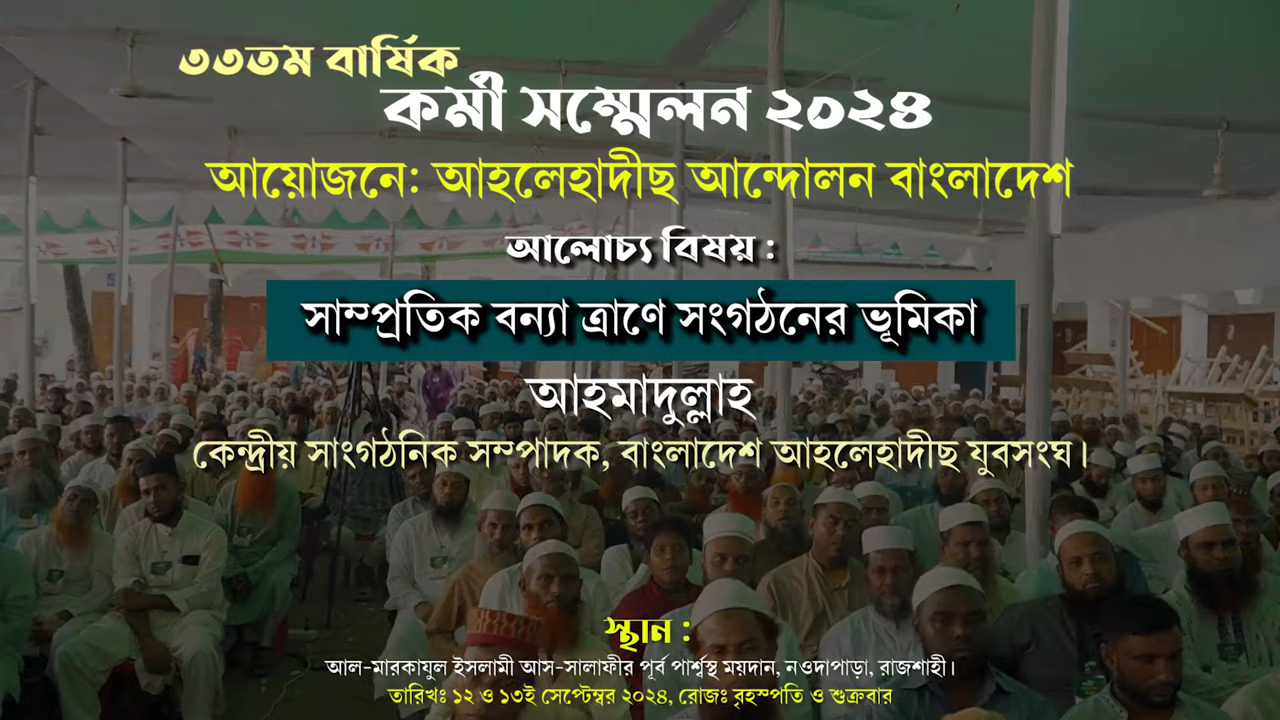 ৩৩তম বার্ষিক
কর্মী সম্মেলন ২০২৪
আয়োজনে: আহলেহাদীছ আন্দোলন বাংলাদেশ
আলোচ্য বিষয় :
সাম্প্রতিক বন্যা ত্রাণে সংগঠনের ভূমিকা
আহমাদুল্লাহ
কেন্দ্রীয় সাংগঠনিক সম্পাদক, বাংলাদেশ আহলেহাদীছ যুবসংঘ।
স্থান :
আল-মারকাযুল ইসলামী আস-সালাফীর পূর্ব পার্শ্বস্থ ময়দান, নওদাপাড়া, রাজশাহী।
তারিখঃ ১২ ও ১৩ই সেপ্টেম্বর ২০২৪, রোজঃ বৃহস্পতি ও শুক্রবার